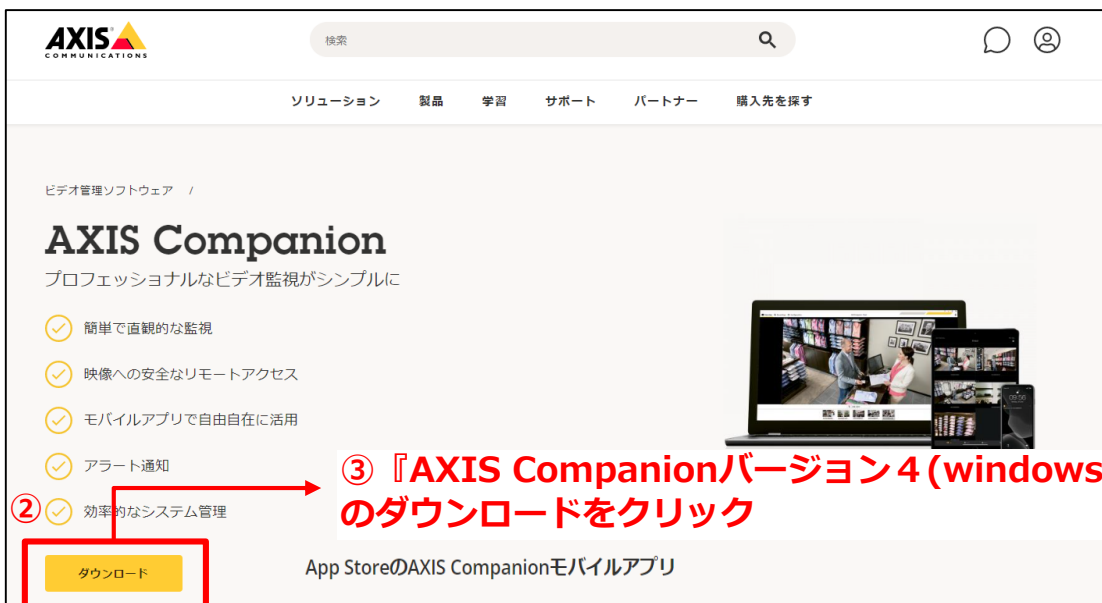 AXIS
COMMUNICATIONS
検索
ソリューション 製品 学習 サポート パートナー 購入先を探す
ビデオ管理ソフトウェア /
AXIS Companion
プロフェッショナルなビデオ監視がシンプルに
簡単で直観的な監視
映像への安全なリモートアクセス
モバイルアプリで自由自在に活用
アラート通知
③『AXIS Companionバージョン４(windows
のダウンロードをクリック
② 効率的なシステム管理
ダウンロード
App StoreのAXIS Companionモバイルアプリ
09:56